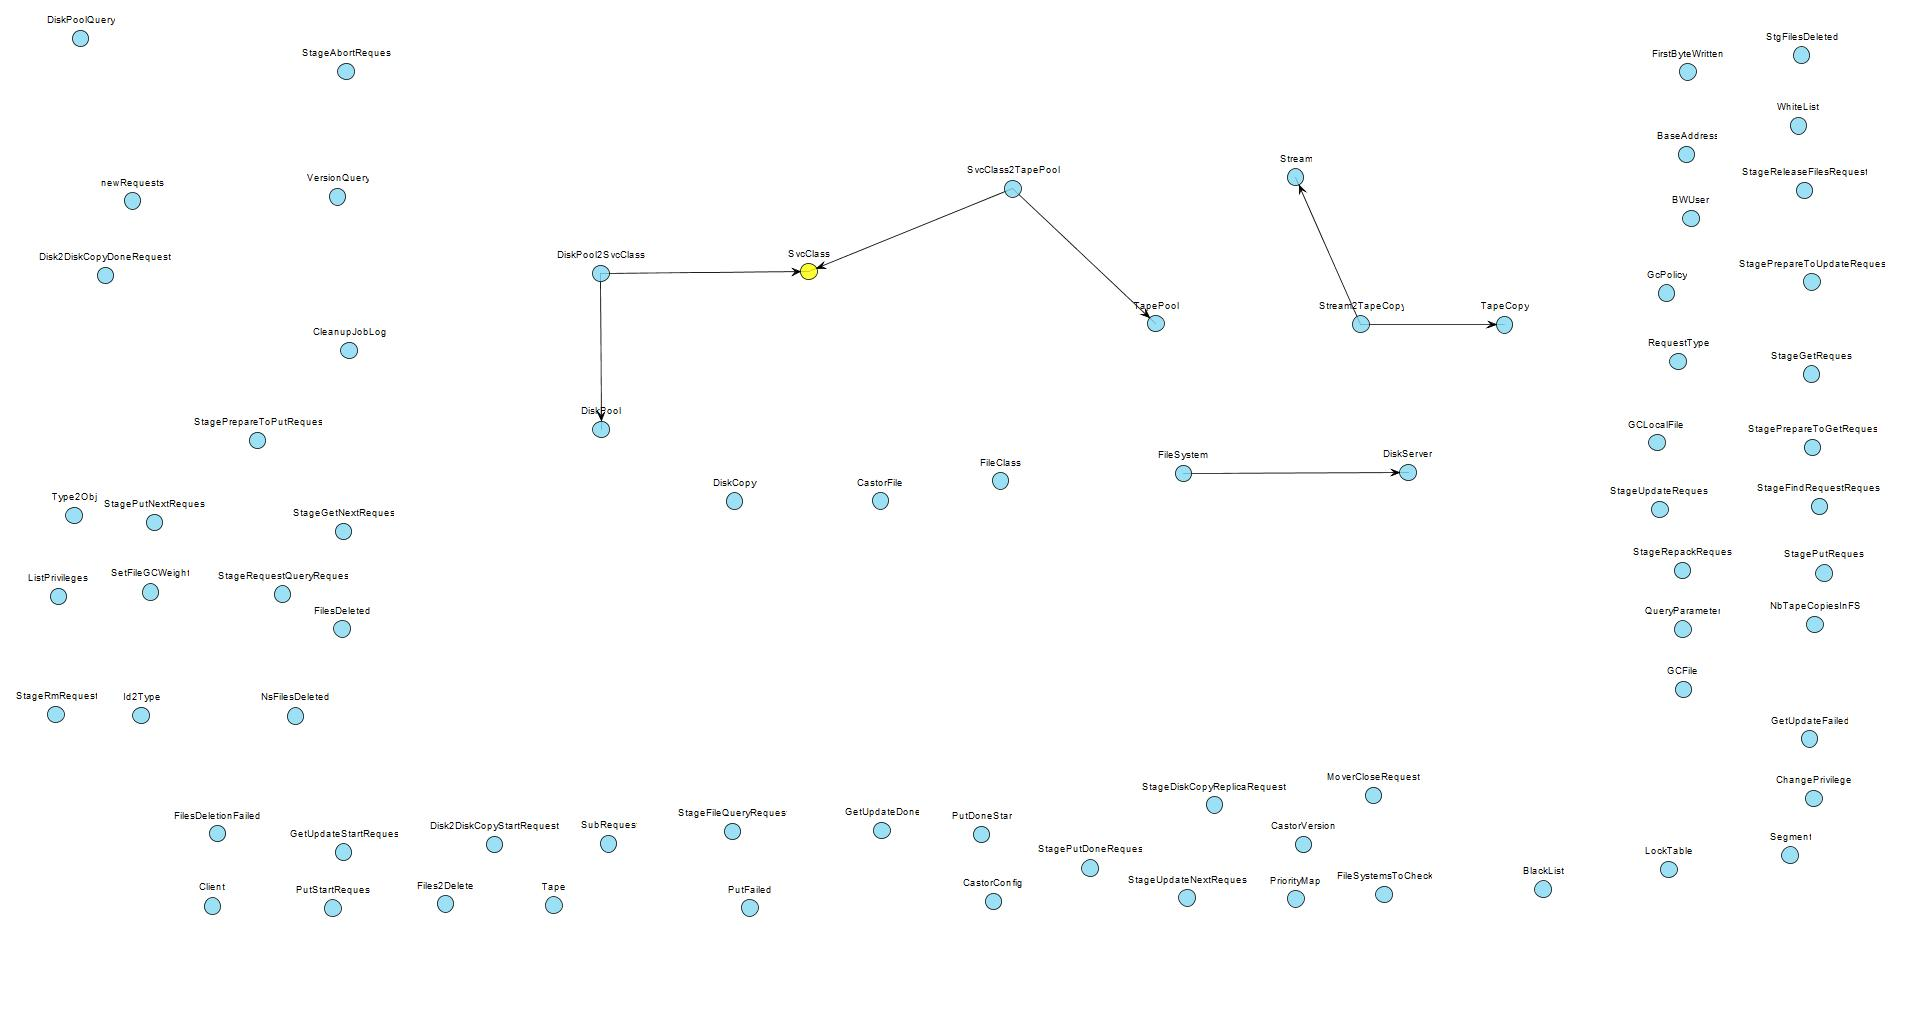 DiskPoolQuery
StgFilesDeleted
StageAbortReques
FirstByteWritten
WhiteList
BaseAddress
Stream
SvcClass2TapePool
StageReleaseFilesRequest
VersionQuery
newRequests
BWUser
DiskPool2SvcClass
SvcClass
Disk2DiskCopyDoneRequest
StagePrepareToUpdateReques
GcPolicy
TapePool
Stream2TapeCopy
TapeCopy
CleanupJobLog
RequestType
StageGetReques
DiskPool
StagePrepareToPutReques
GCLocalFile
StagePrepareToGetReques
FileSystem
DiskServer
FileClass
DiskCopy
CastorFile
StageUpdateReques
StageFindRequestReques
Type2Obj
StagePutNextReques
StageGetNextReques
StageRepackReques
StagePutReques
ListPrivileges
SetFileGCWeight
StageRequestQueryReques
FilesDeleted
QueryParameter
NbTapeCopiesInFS
GCFile
StageRmRequest
Id2Type
NsFilesDeleted
GetUpdateFailed
MoverCloseRequest
ChangePrivilege
StageDiskCopyReplicaRequest
FilesDeletionFailed
GetUpdateStartReques
Disk2DiskCopyStartRequest
SubReques
StageFileQueryReques
GetUpdateDone
PutDoneStar
CastorVersion
Segment
StagePutDoneReques
LockTable
Client
PutStartReques
Files2Delete
Tape
PutFailed
CastorConfig
StageUpdateNextReques
PriorityMap
FileSystemsToCheck
BlackList